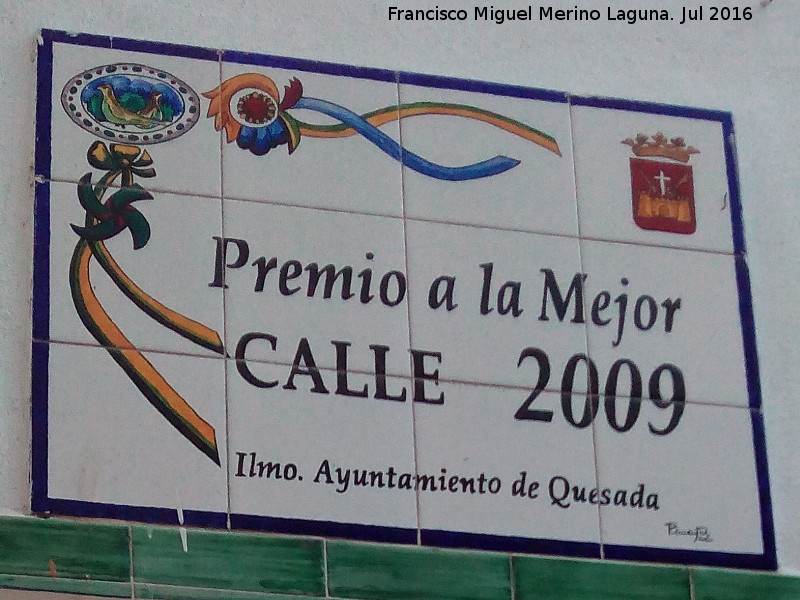 Francisco Miguel Merino Laguna. Jul 2016
Premio a la Mejor
CALLE 2009
Ilmo. Ayuntamiento de Quesada